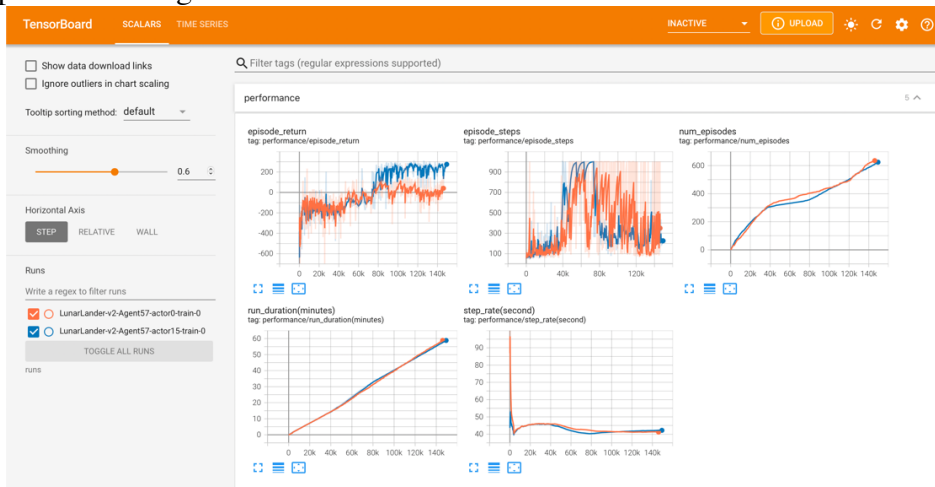 TensorBoard SCALARS TIME SERIES INACTIVE UPLOAD
Show data download links
Ignore outliers in chart scaling
Tooltip sorting method: default
Smoothing
0.6
Horizontal Axis
STEP RELATIVE WALL
Runs
Write a regex to filter runs
LunarLander-v2-Agent57-actor0-train-0
LunarLander-v2-Agent57-actor15-train-0
TOGGLE ALL RUNS
runs
Filter tags (regular expressions supported)
performance 5
episode_return
tag: performance/episode_return
200
0
-200
-400
-600
0 20k 40k 60k 80k 100k 120k 140k
episode_steps
tag: performance/episode_steps
900
700
500
300
100
0 40k 80k 120k
num_episodes
tag: performance/num_episodes
600
400
200
0
0 20k 40k 60k 80k 100k 120k 140k
run_duration(minutes)
tag: performance/run_duration(minutes)
60
50
40
30
20
10
0
0 20k 40k 60k 80k 100k 120k 140k
step_rate(second)
tag: performance/step_rate(second)
90
80
70
60
50
40
0 20k 40k 60k 80k 100k 120k 140k